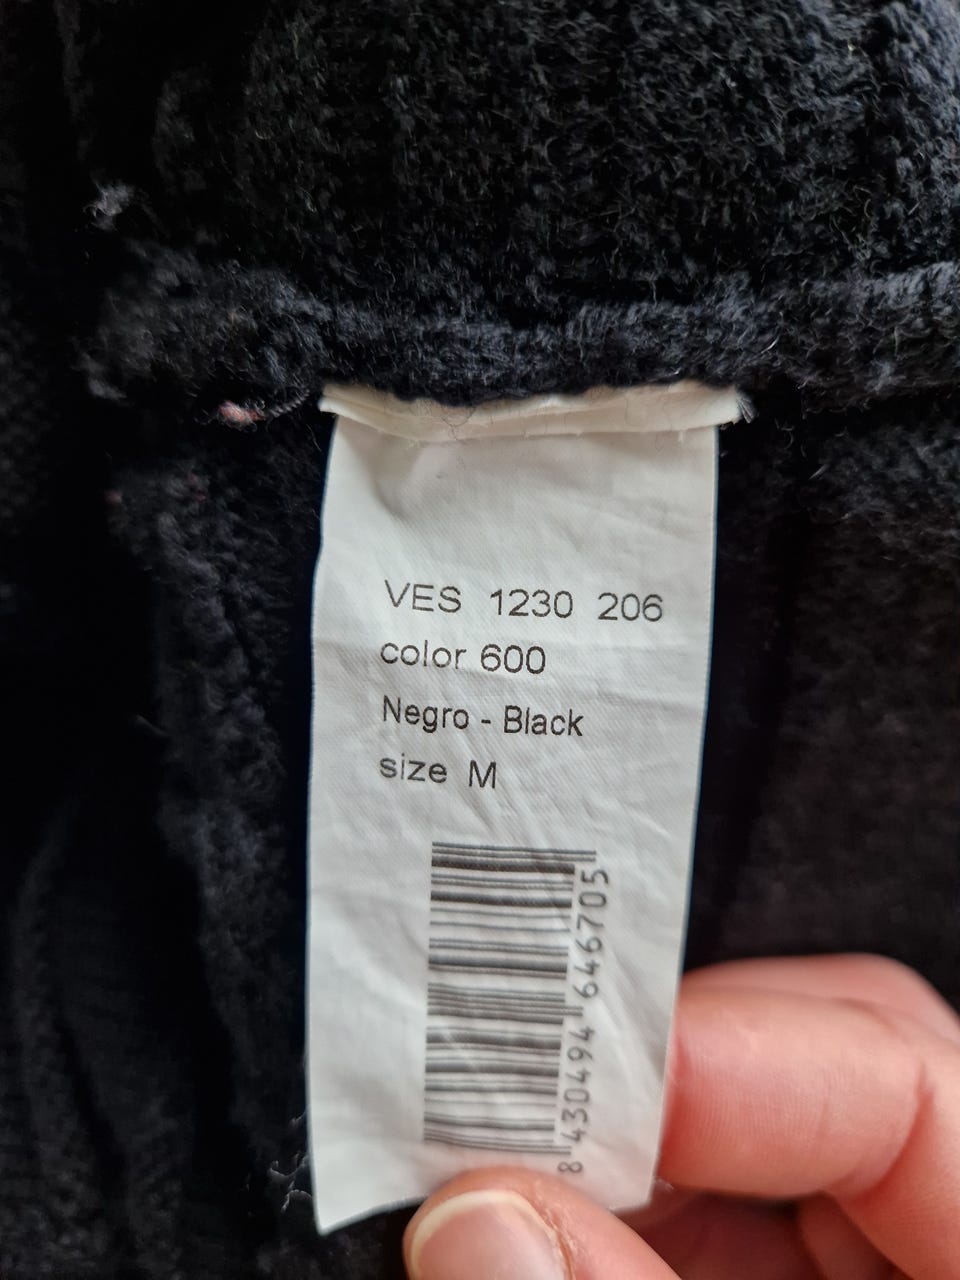 VES 1230 206
color 600
Negro - Black
size M
8 430494 646705